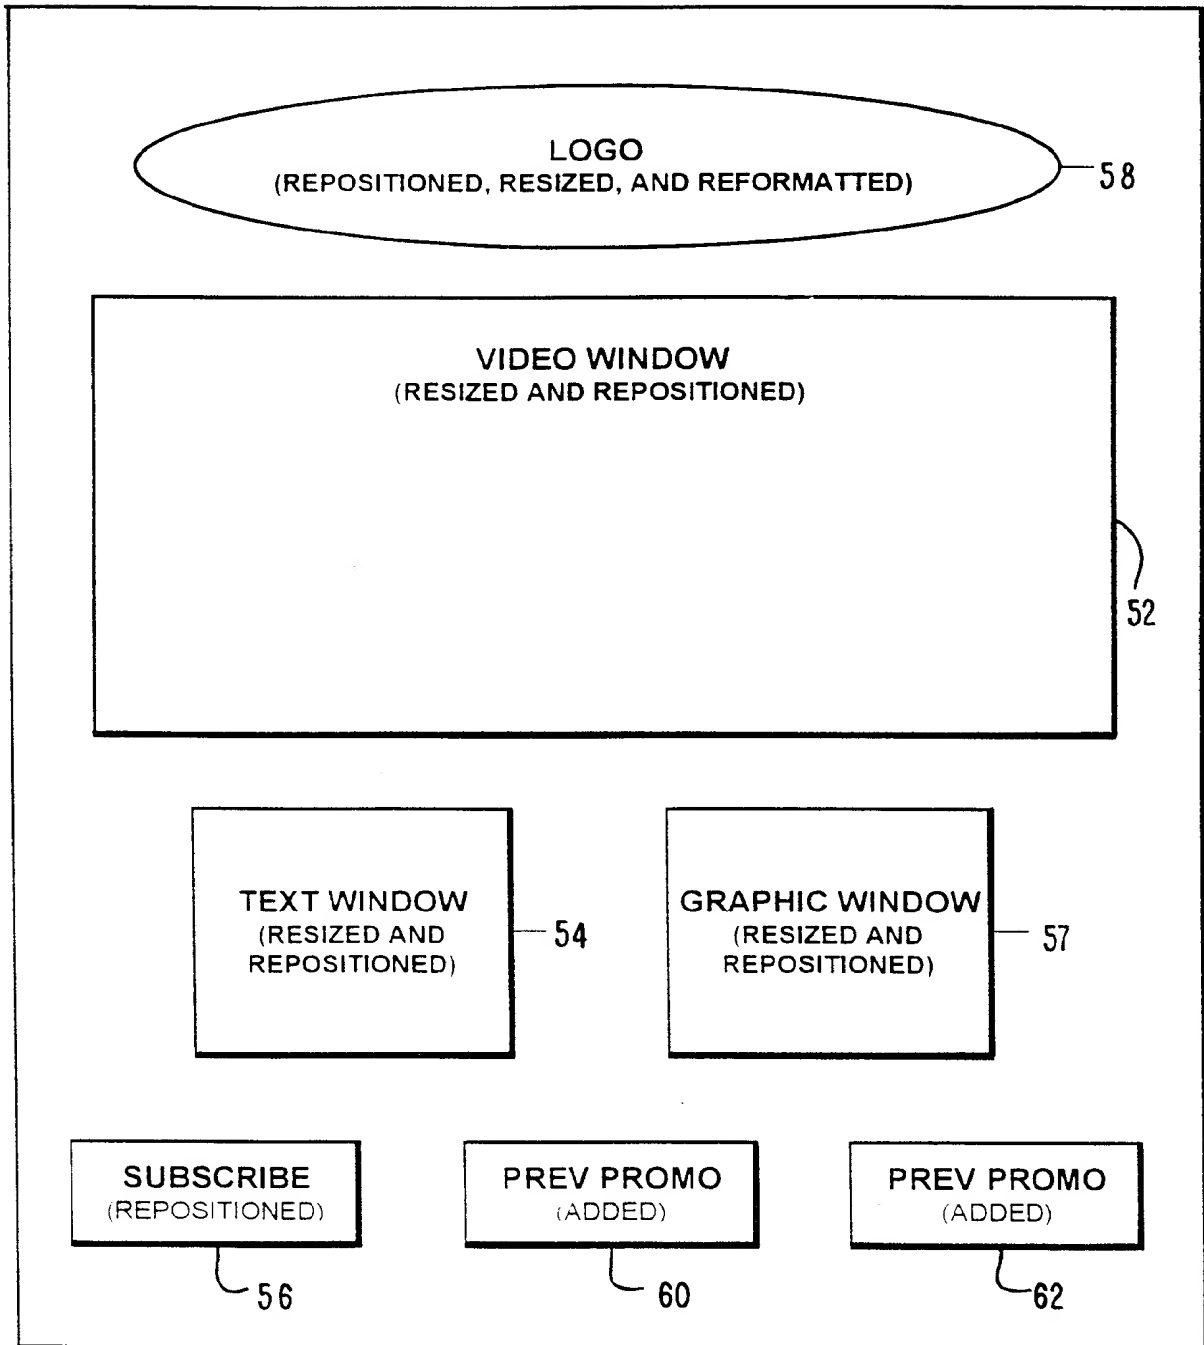 LOGO
(REPOSITIONED, RESIZED, AND REFORMATTED)
58
VIDEO WINDOW
(RESIZED AND REPOSITIONED)
52
TEXT WINDOW
(RESIZED AND
REPOSITIONED)
54
GRAPHIC WINDOW
(RESIZED AND
REPOSITIONED)
57
SUBSCRIBE
(REPOSITIONED)
56
PREV PROMO
(ADDED)
60
PREV PROMO
(ADDED)
62